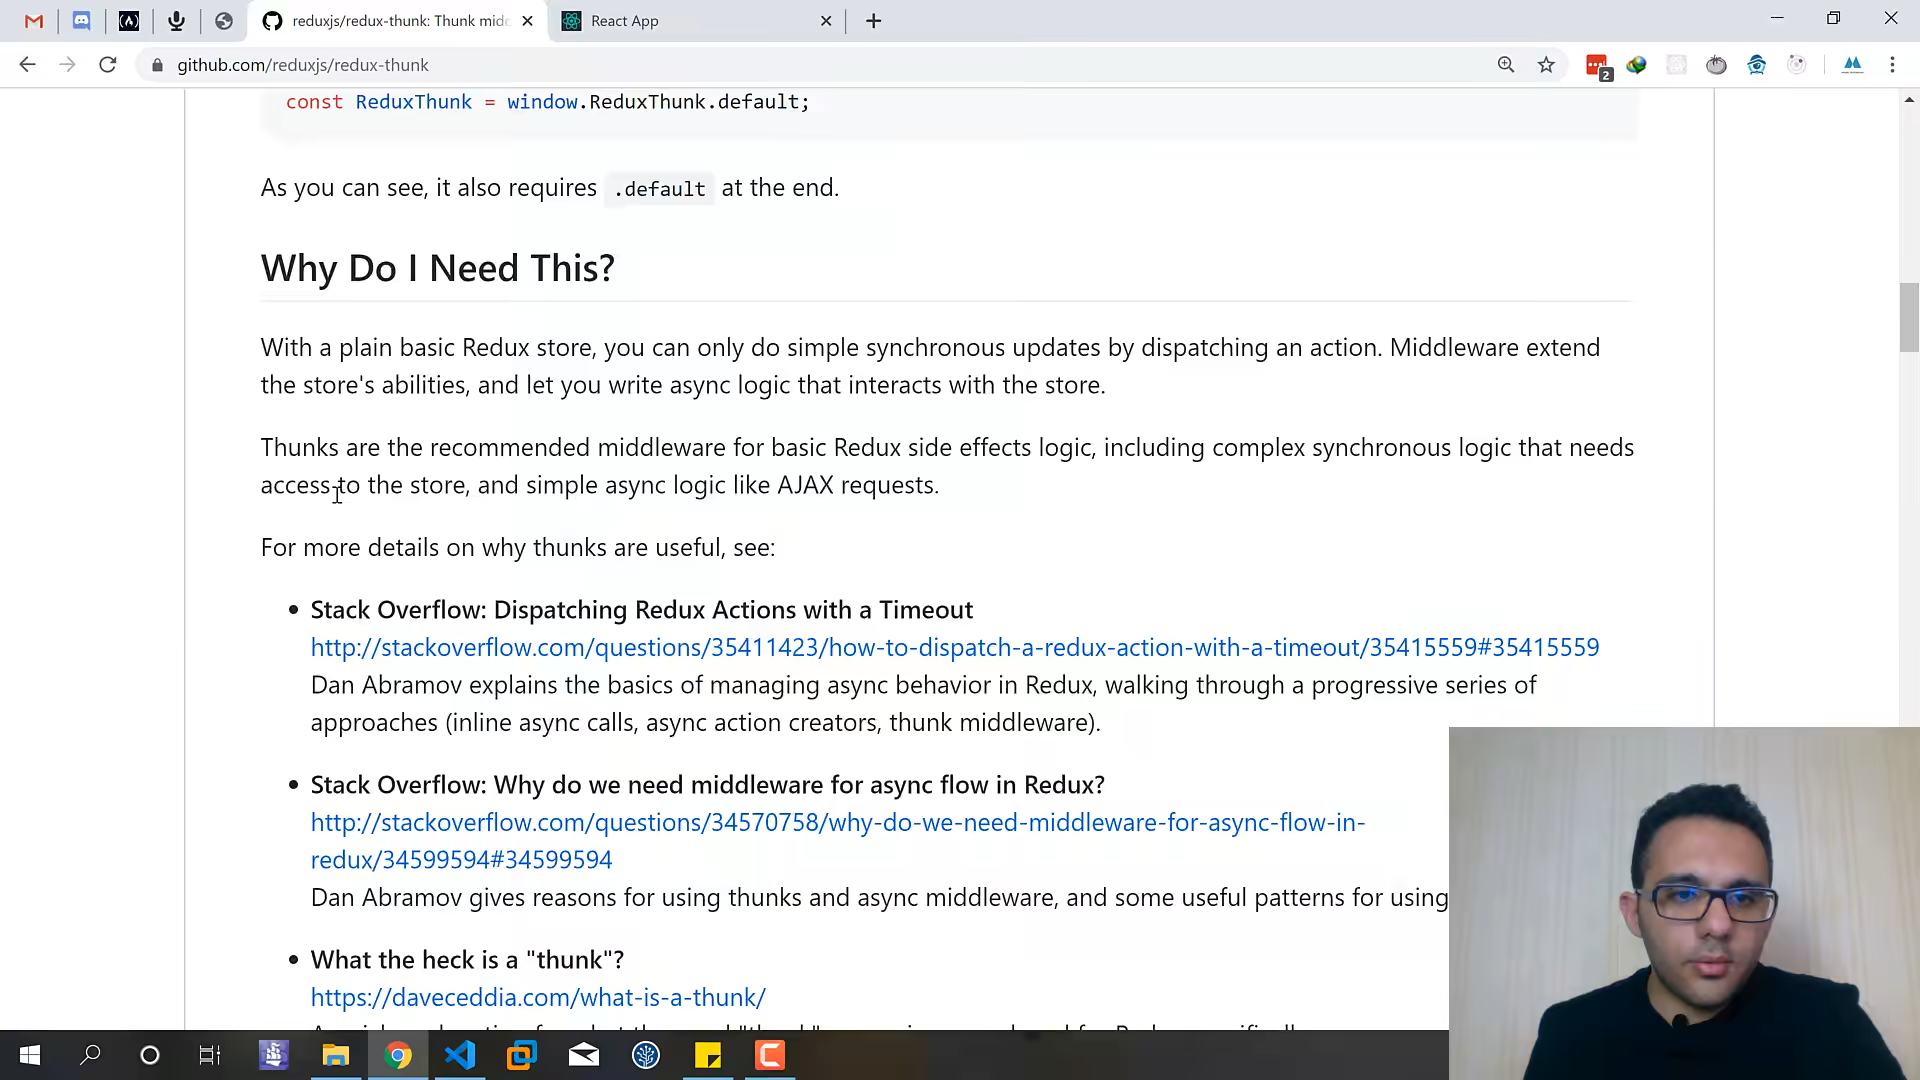 reduxjs/redux-thunk: Thunk mid
React App
github.com/reduxjs/redux-thunk
2
const ReduxThunk = window.ReduxThunk.default;
As you can see, it also requires .default at the end.
Why Do I Need This?
With a plain basic Redux store, you can only do simple synchronous updates by dispatching an action. Middleware extend
the store's abilities, and let you write async logic that interacts with the store.
Thunks are the recommended middleware for basic Redux side effects logic, including complex synchronous logic that needs
access to the store, and simple async logic like AJAX requests.
For more details on why thunks are useful, see:
Stack Overflow: Dispatching Redux Actions with a Timeout
http://stackoverflow.com/questions/35411423/how-to-dispatch-a-redux-action-with-a-timeout/35415559#35415559
Dan Abramov explains the basics of managing async behavior in Redux, walking through a progressive series of
approaches (inline async calls, async action creators, thunk middleware).
Stack Overflow: Why do we need middleware for async flow in Redux?
http://stackoverflow.com/questions/34570758/why-do-we-need-middleware-for-async-flow-in-
redux/34599594#34599594
Dan Abramov gives reasons for using thunks and async middleware, and some useful patterns for using
What the heck is a "thunk"?
https://daveceddia.com/what-is-a-thunk/